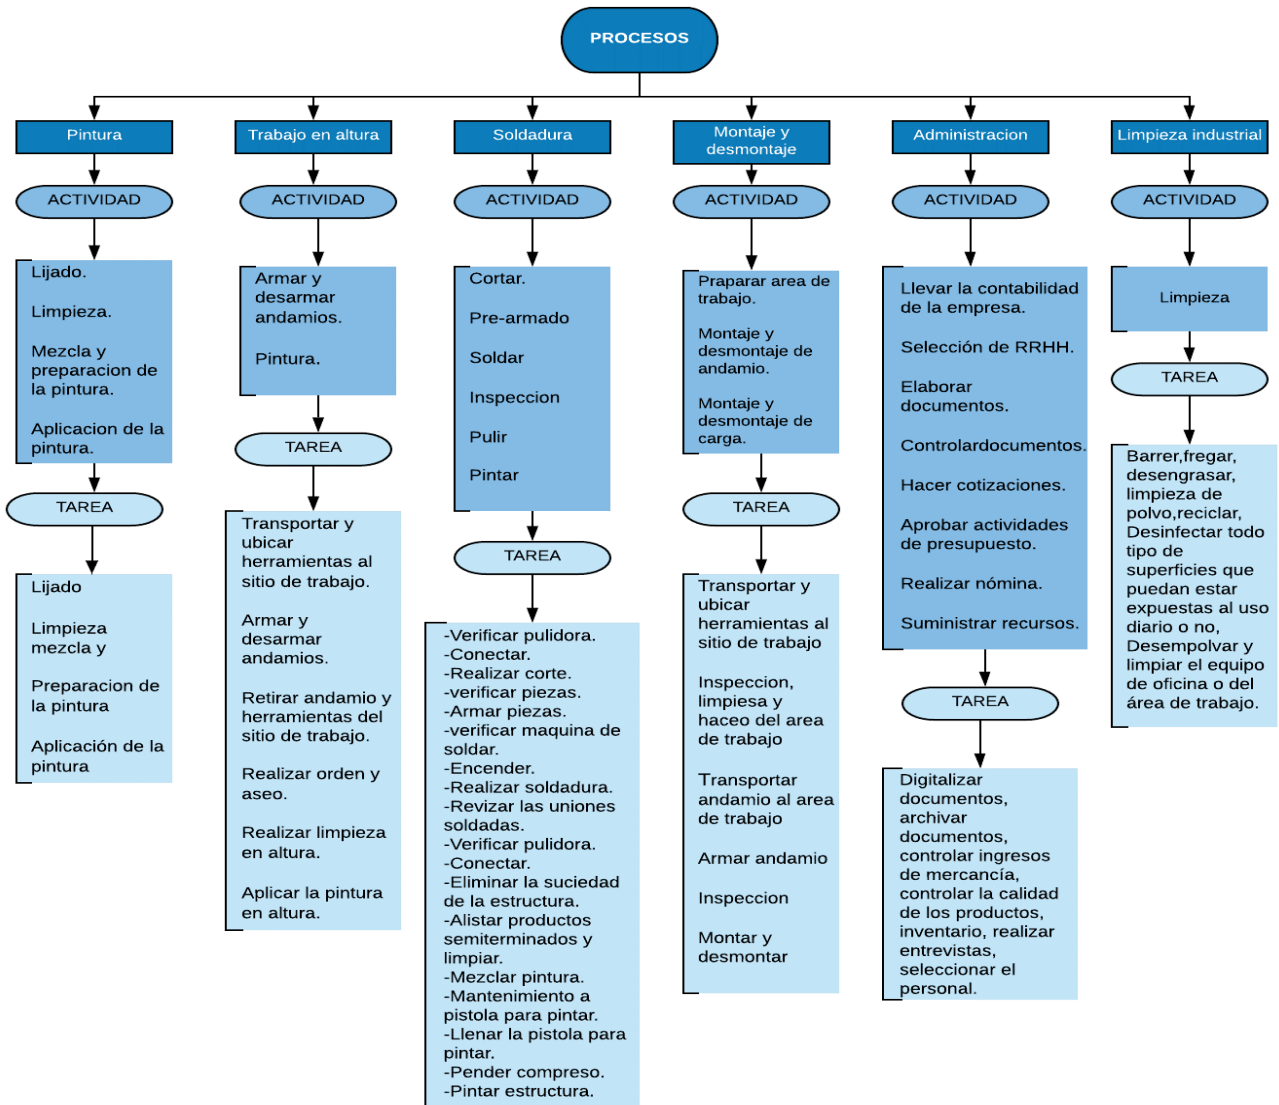 PROCESOS
Pintura
ACTIVIDAD
Lijado.
Limpieza.
Mezcla y
preparacion de
la pintura.
Aplicacion de la
pintura.
TAREA
Lijado
Limpieza
mezcla y
Preparacion de
la pintura
Aplicación de la
pintura
Trabajo en altura
ACTIVIDAD
Armar y
desarmar
andamios.
Pintura.
TAREA
Transportar y
ubicar
herramientas al
sitio de trabajo.
Armar y
desarmar
andamios.
Retirar andamio y
herramientas del
sitio de trabajo.
Realizar orden y
aseo.
Realizar limpieza
en altura.
Aplicar la pintura
en altura.
Soldadura
ACTIVIDAD
Cortar.
Pre-armado
Soldar
Inspeccion
Pulir
Pintar
TAREA
-Verificar pulidora.
-Conectar.
-Realizar corte.
-verificar piezas.
-Armar piezas.
-verificar maquina de
soldar.
-Encender.
-Realizar soldadura.
-Revizar las uniones
soldadas.
-Verificar pulidora.
-Conectar.
-Eliminar la suciedad
de la estructura.
-Alistar productos
semiterminados y
limpiar.
-Mezclar pintura.
-Mantenimiento a
pistola para pintar.
-Llenar la pistola para
pintar.
-Pender compreso.
-Pintar estructura.
Montaje y
desmontaje
ACTIVIDAD
Praparar area de
trabajo.
Montaje y
desmontaje de
andamio.
Montaje y
desmontaje de
carga.
TAREA
Transportar y
ubicar
herramientas al
sitio de trabajo
Inspeccion,
limpiesa y
haceo del area
de trabajo
Transportar
andamio al area
de trabajo
Armar andamio
Inspeccion
Montar y
desmontar
Administracion
ACTIVIDAD
Llevar la contabilidad
de la empresa.
Selección de RRHH.
Elaborar
documentos.
Controlardocumentos.
Hacer cotizaciones.
Aprobar actividades
de presupuesto.
Realizar nómina.
Suministrar recursos.
TAREA
Digitalizar
documentos,
archivar
documentos,
controlar ingresos
de mercancía,
controlar la calidad
de los productos,
inventario, realizar
entrevistas,
seleccionar el
personal.
Limpieza industrial
ACTIVIDAD
Limpieza
TAREA
Barrer,fregar,
desengrasar,
limpieza de
polvo,reciclar,
Desinfectar todo
tipo de
superficies que
puedan estar
expuestas al uso
diario o no,
Desempolvar y
limpiar el equipo
de oficina o del
área de trabajo.